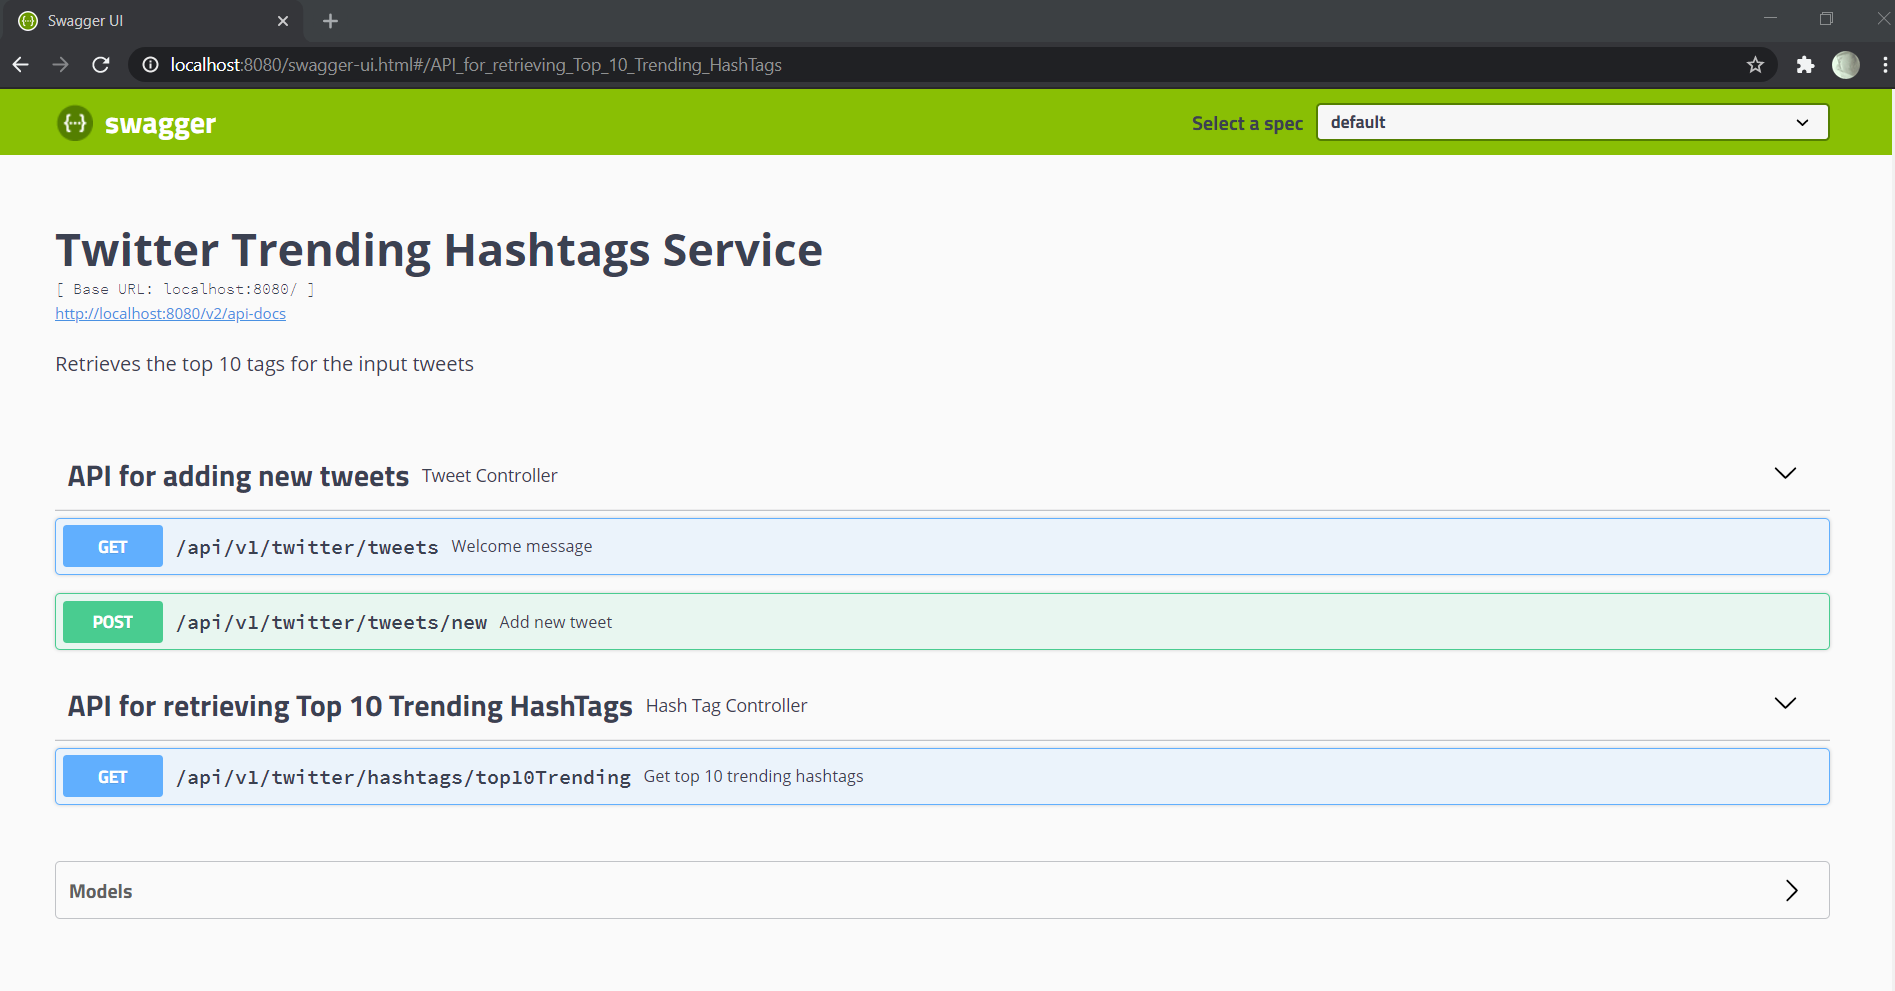 Swagger UI
localhost:8080/swagger-ui.html#/API_for_retrieving_Top_10_Trending_HashTags
{···} swagger
Select a spec default
Twitter Trending Hashtags Service
[ Base URL: localhost:8080/ ]
http://localhost:8080/v2/api-docs
Retrieves the top 10 tags for the input tweets
API for adding new tweets Tweet Controller
GET /api/v1/twitter/tweets Welcome message
POST /api/v1/twitter/tweets/new Add new tweet
API for retrieving Top 10 Trending HashTags Hash Tag Controller
GET /api/v1/twitter/hashtags/top10Trending Get top 10 trending hashtags
Models